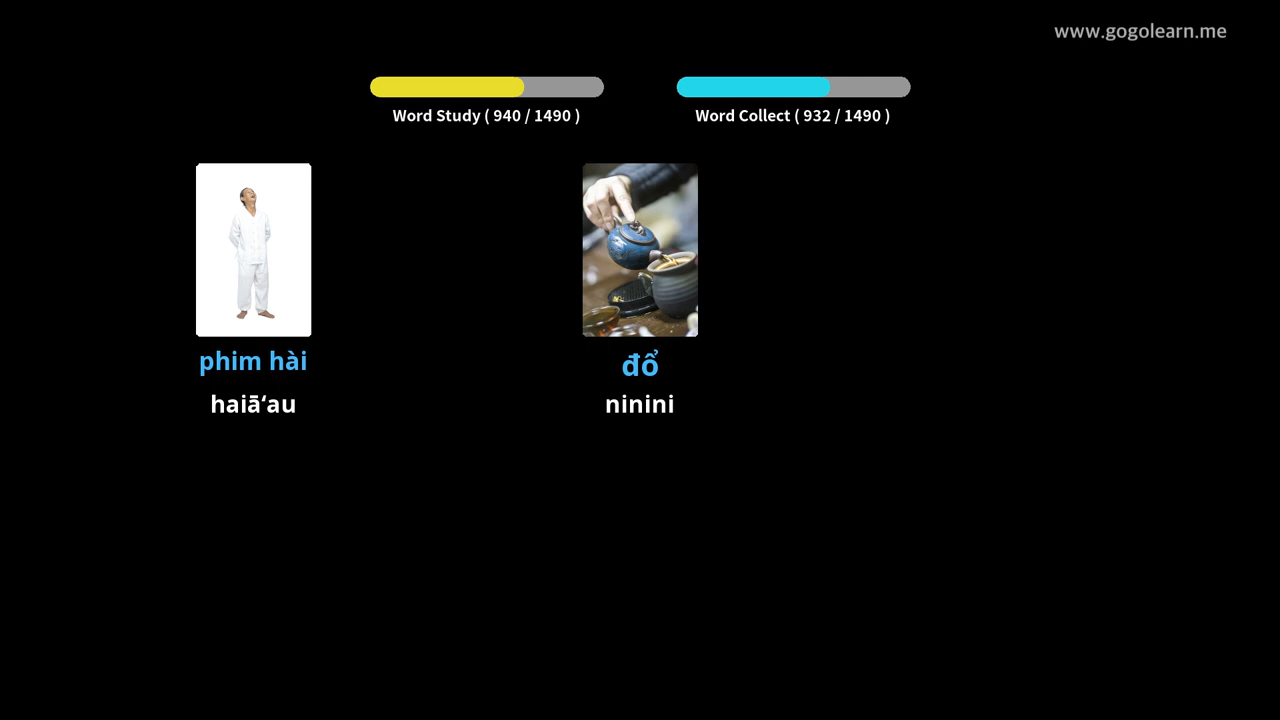 www.gogolearn.me
Word Study ( 940 / 1490 )
Word Collect ( 932 / 1490 )
phim hài
haiāʻau
đổ
ninini